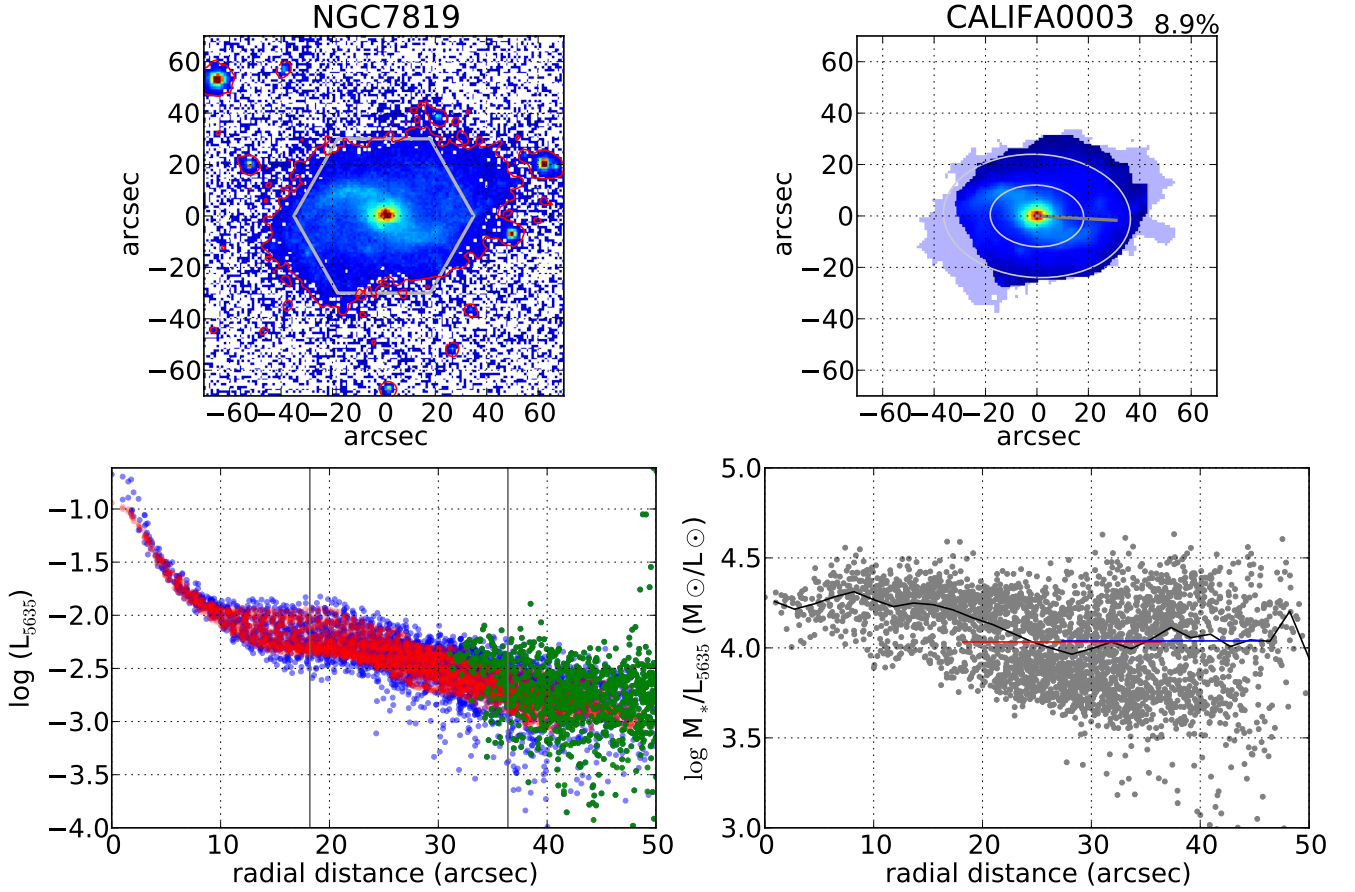 NGC7819
CALIFA0003
8.9%
arcsec
60
40
20
0
−20
−40
−60
−60 −40 −20 0 20 40 60
arcsec
arcsec
60
40
20
0
−20
−40
−60
−60 −40 −20 0 20 40 60
arcsec
log (L₅₆₃₅)
−1.0
−1.5
−2.0
−2.5
−3.0
−3.5
−4.0
0 10 20 30 40 50
radial distance (arcsec)
log M*/L₅₆₃₅ (M ⊙/L ⊙)
5.0
4.5
4.0
3.5
3.0
0 10 20 30 40 50
radial distance (arcsec)